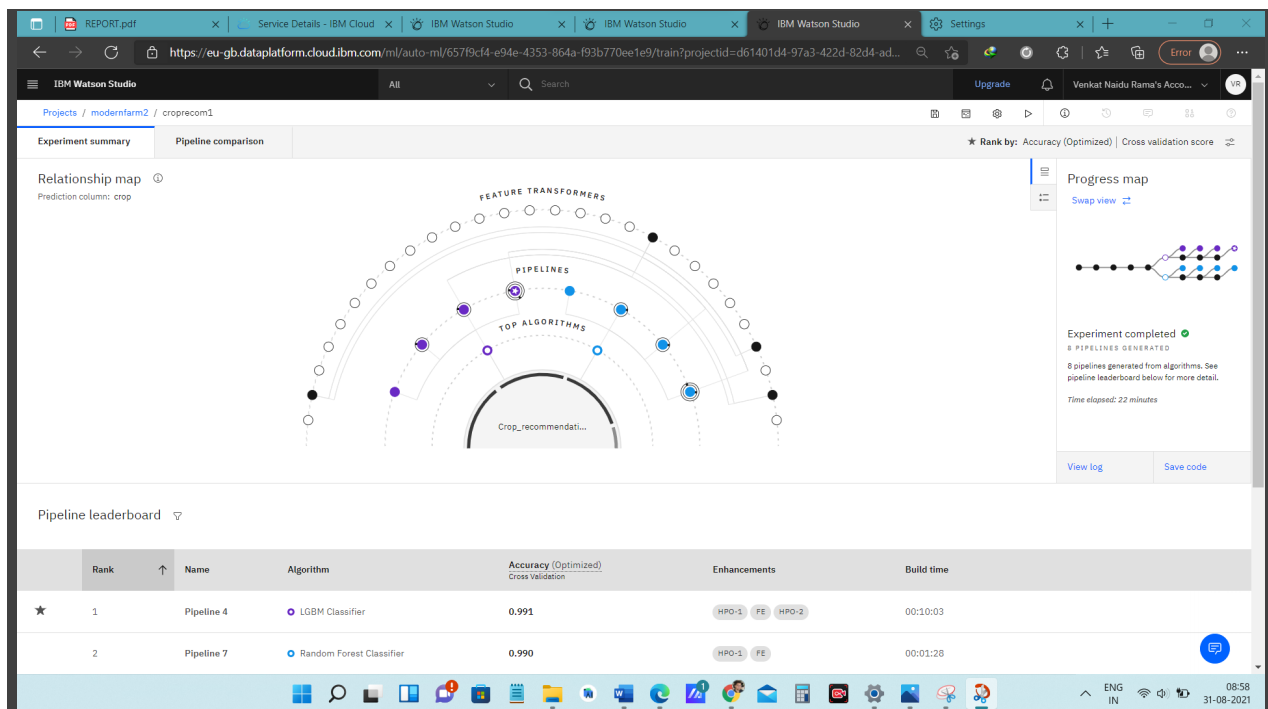 REPORT.pdf
Service Details - IBM Cloud
IBM Watson Studio
IBM Watson Studio
IBM Watson Studio
Settings
https://eu-gb.dataplatform.cloud.ibm.com/ml/auto-ml/657f9cf4-e94e-4353-864a-f93b770ee1e9/train?projectid=d61401d4-97a3-422d-82d4-ad...
Error
IBM Watson Studio
All
Search
Upgrade
Venkat Naidu Rama's Acco...
VR
Projects / modernfarm2 / croprecom1
Experiment summary
Pipeline comparison
Rank by: Accuracy (Optimized) | Cross validation score
Relationship map
Prediction column: crop
FEATURE TRANSFORMERS
PIPELINES
TOP ALGORITHMS
Crop_recommendati...
Progress map
Swap view
Experiment completed
8 PIPELINES GENERATED
8 pipelines generated from algorithms. See
pipeline leaderboard below for more detail.
Time elapsed: 22 minutes
View log
Save code
Pipeline leaderboard
Rank Name Algorithm Accuracy (Optimized) Enhancements Build time
Cross Validation
1 Pipeline 4 LGBM Classifier 0.991 HPO-1 FE HPO-2 00:10:03
2 Pipeline 7 Random Forest Classifier 0.990 HPO-1 FE 00:01:28
ENG
IN
08:58
31-08-2021